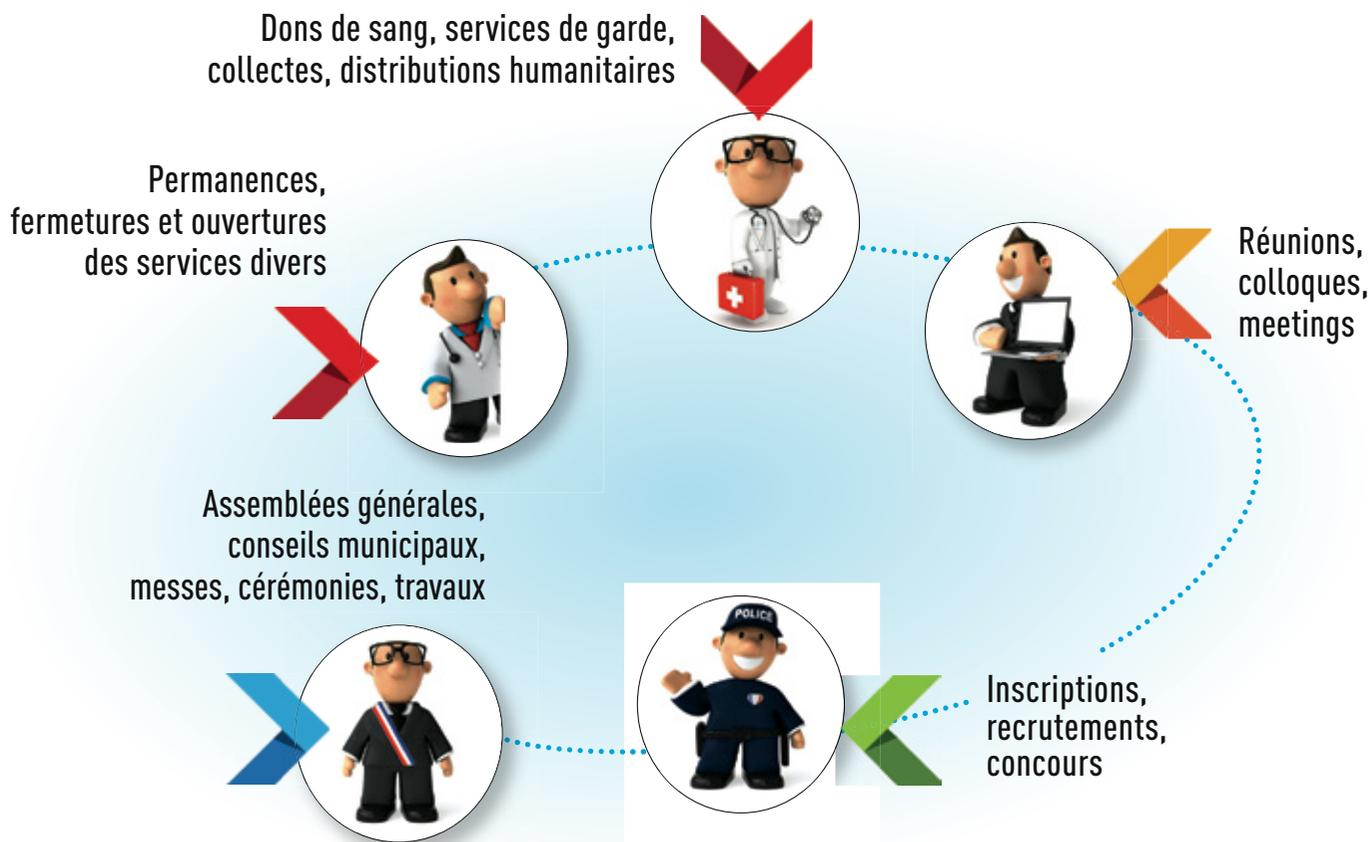 Dons de sang, services de garde,
collectes, distributions humanitaires
Permanences,
fermetures et ouvertures
des services divers
Réunions,
colloques,
meetings
Assemblées générales,
conseils municipaux,
messes, cérémonies, travaux
POLICE
Inscriptions,
recrutements,
concours